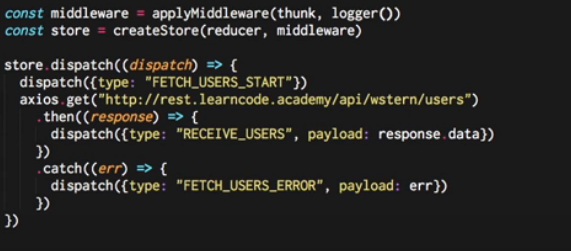 const middleware = applyMiddleware(thunk, logger())
const store = createStore(reducer, middleware)
store.dispatch((dispatch) => {
dispatch({type: "FETCH_USERS_START"})
axios.get("http://rest.learncode.academy/api/wstern/users")
.then((response) => {
dispatch({type: "RECEIVE_USERS", payload: response.data})
})
.catch((err) => {
dispatch({type: "FETCH_USERS_ERROR", payload: err})
})
})